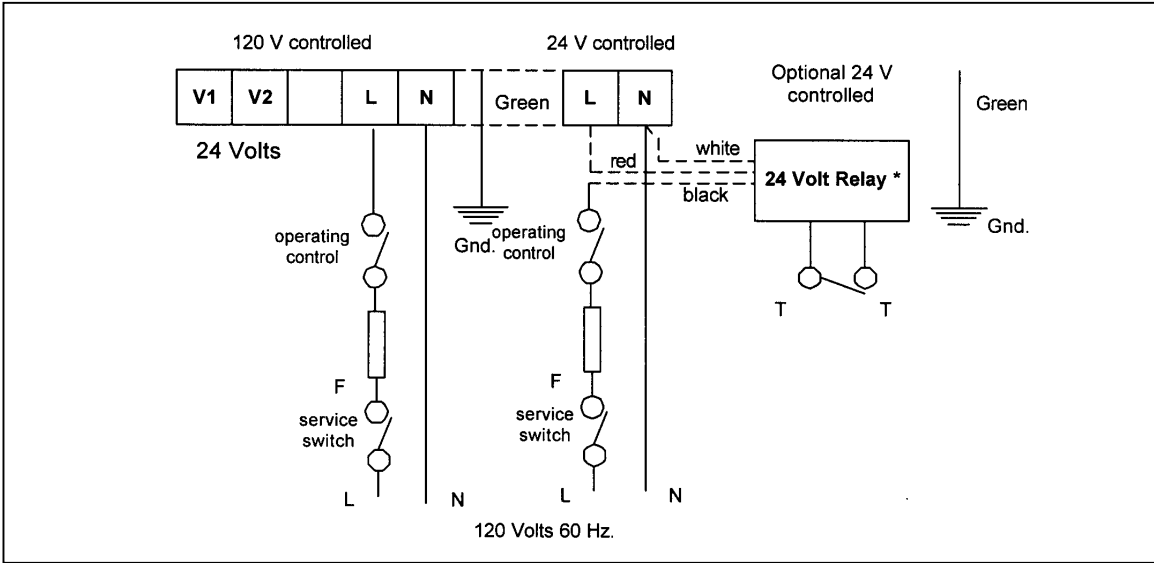 120 V controlled
24 V controlled
Optional 24 V
controlled
V1 V2 L N
Green
L N
Green
24 Volts
white
red
24 Volt Relay *
black
operating
control
Gnd.
operating
control
Gnd.
T T
F
F
service
switch
service
switch
L N
L N
120 Volts 60 Hz.